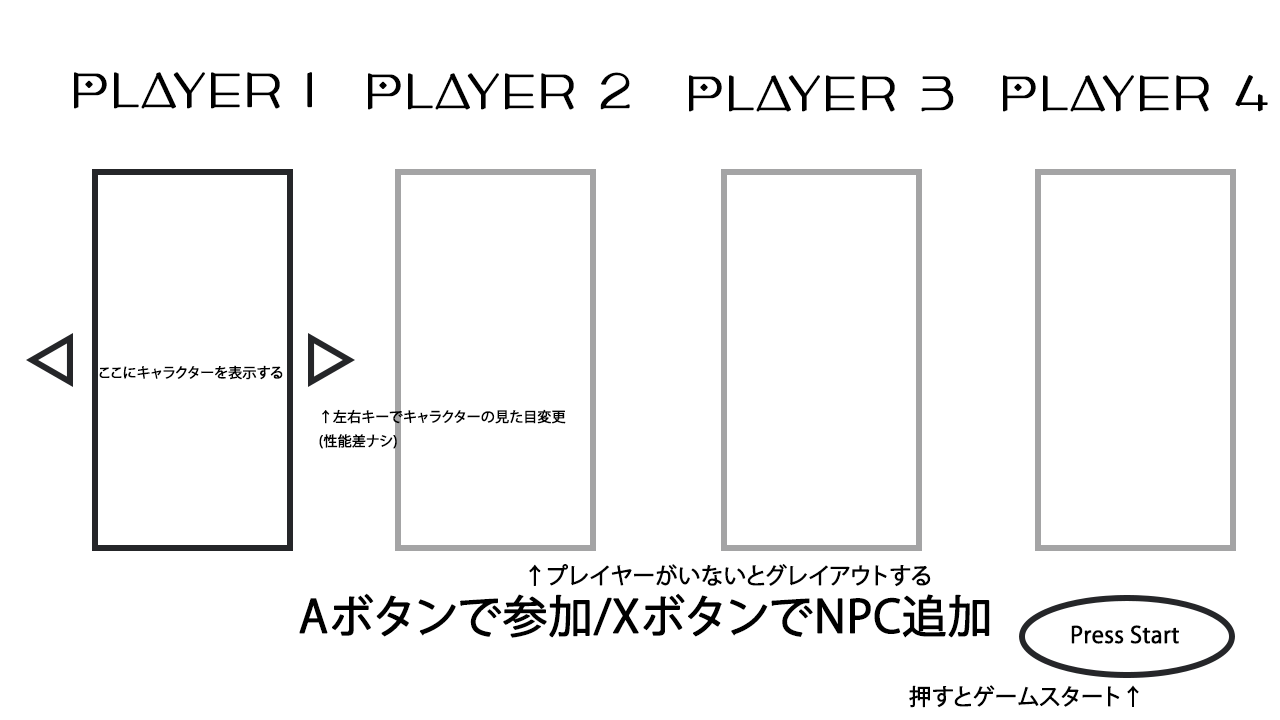 PLAYER 1
PLAYER 2
PLAYER 3
PLAYER 4
ここにキャラクターを表示する
↑左右キーでキャラクターの見た目変更
(性能差ナシ)
↑プレイヤーがいないとグレイアウトする
Aボタンで参加/XボタンでNPC追加
Press Start
押すとゲームスタート↑